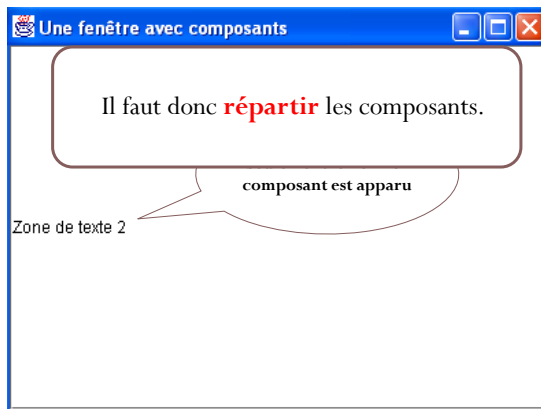 Une fenêtre avec composants
Il faut donc répartir les composants.
composant est apparu
Zone de texte 2